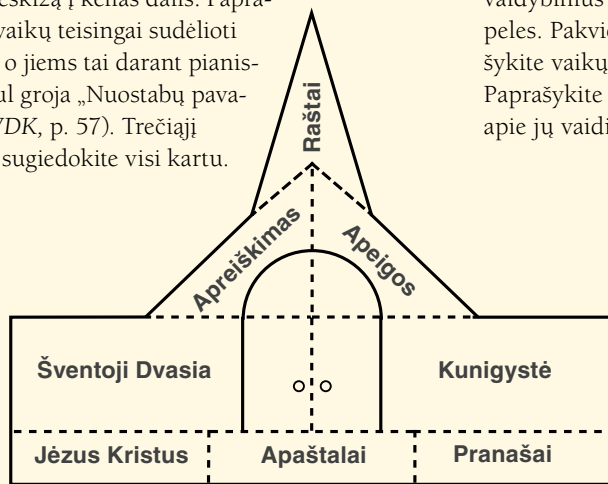 eskizą į kelias dalis. Papra-
vaikų teisingai sudėlioti
o jiems tai darant pianis-
ul groja „Nuostabų pava-
VDK, p. 57). Trečiąjį
sugiedokite visi kartu.
vaidybinius
peles. Pakvie
šykite vaikų
Paprašykite
apie jų vaidi
Raštai
Apreiškimas
Apeigos
Šventoji Dvasia
Kunigystė
Jėzus Kristus
Apaštalai
Pranašai